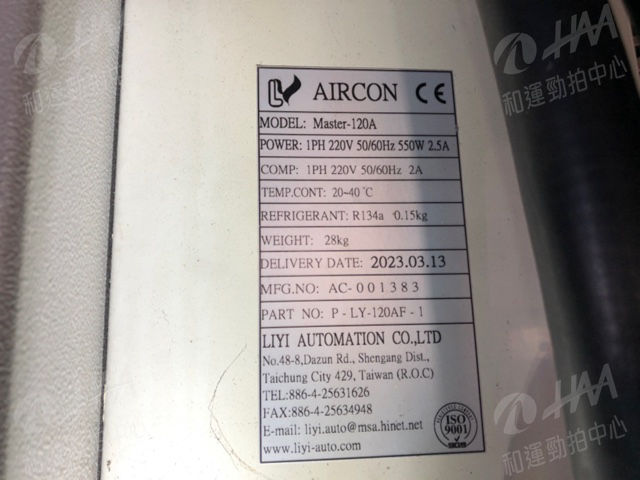 HAA
和運勁拍中心
AIRCON CE
MODEL: Master-120A
POWER: 1PH 220V 50/60Hz 550W 2.5A
COMP: 1PH 220V 50/60Hz 2A
TEMP.CONT: 20~40 ℃
REFRIGERANT: R134a 0.15kg
WEIGHT: 28kg
DELIVERY DATE: 2023.03.13
MFG.NO: AC-001383
PART NO: P-LY-120AF-1
LIYI AUTOMATION CO.,LTD
No.48-8,Dazun Rd., Shengang Dist.,
Taichung City 429, Taiwan (R.O.C)
TEL:886-4-25631626
FAX:886-4-25634948
E-mail: liyi.auto@msa.hinet.net
www.liyi-auto.com
ISO
9001
HAA
和運勁拍中心